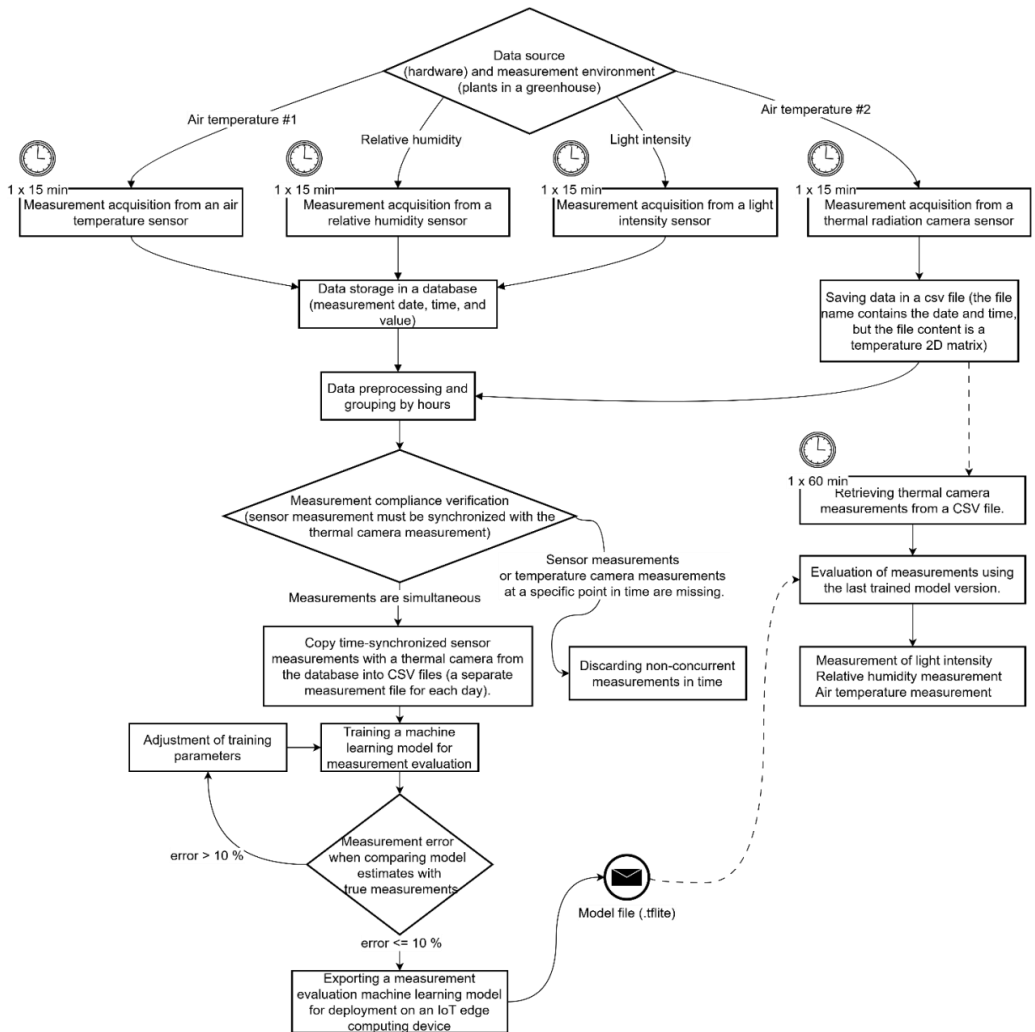 Data source
(hardware) and measurement environment
(plants in a greenhouse)
Air temperature #1
Relative humidity
Light intensity
Air temperature #2
1 x 15 min
Measurement acquisition from an air
temperature sensor
1 x 15 min
Measurement acquisition from a
relative humidity sensor
1 x 15 min
Measurement acquisition from a light
intensity sensor
1 x 15 min
Measurement acquisition from a
thermal radiation camera sensor
Data storage in a database
(measurement date, time, and
value)
Saving data in a csv file (the file
name contains the date and time,
but the file content is a
temperature 2D matrix)
Data preprocessing and
grouping by hours
Measurement compliance verification
(sensor measurement must be synchronized with the
thermal camera measurement)
1 x 60 min
Retrieving thermal camera
measurements from a CSV file.
Sensor measurements
or temperature camera measurements
at a specific point in time are missing.
Evaluation of measurements using
the last trained model version.
Measurements are simultaneous
Copy time-synchronized sensor
measurements with a thermal camera from
the database into CSV files (a separate
measurement file for each day).
Discarding non-concurrent
measurements in time
Measurement of light intensity
Relative humidity measurement
Air temperature measurement
Adjustment of training
parameters
Training a machine
learning model for
measurement evaluation
error > 10 %
Measurement error
when comparing model
estimates with
true measurements
Model file (.tflite)
error <= 10 %
Exporting a measurement
evaluation machine learning model
for deployment on an IoT edge
computing device